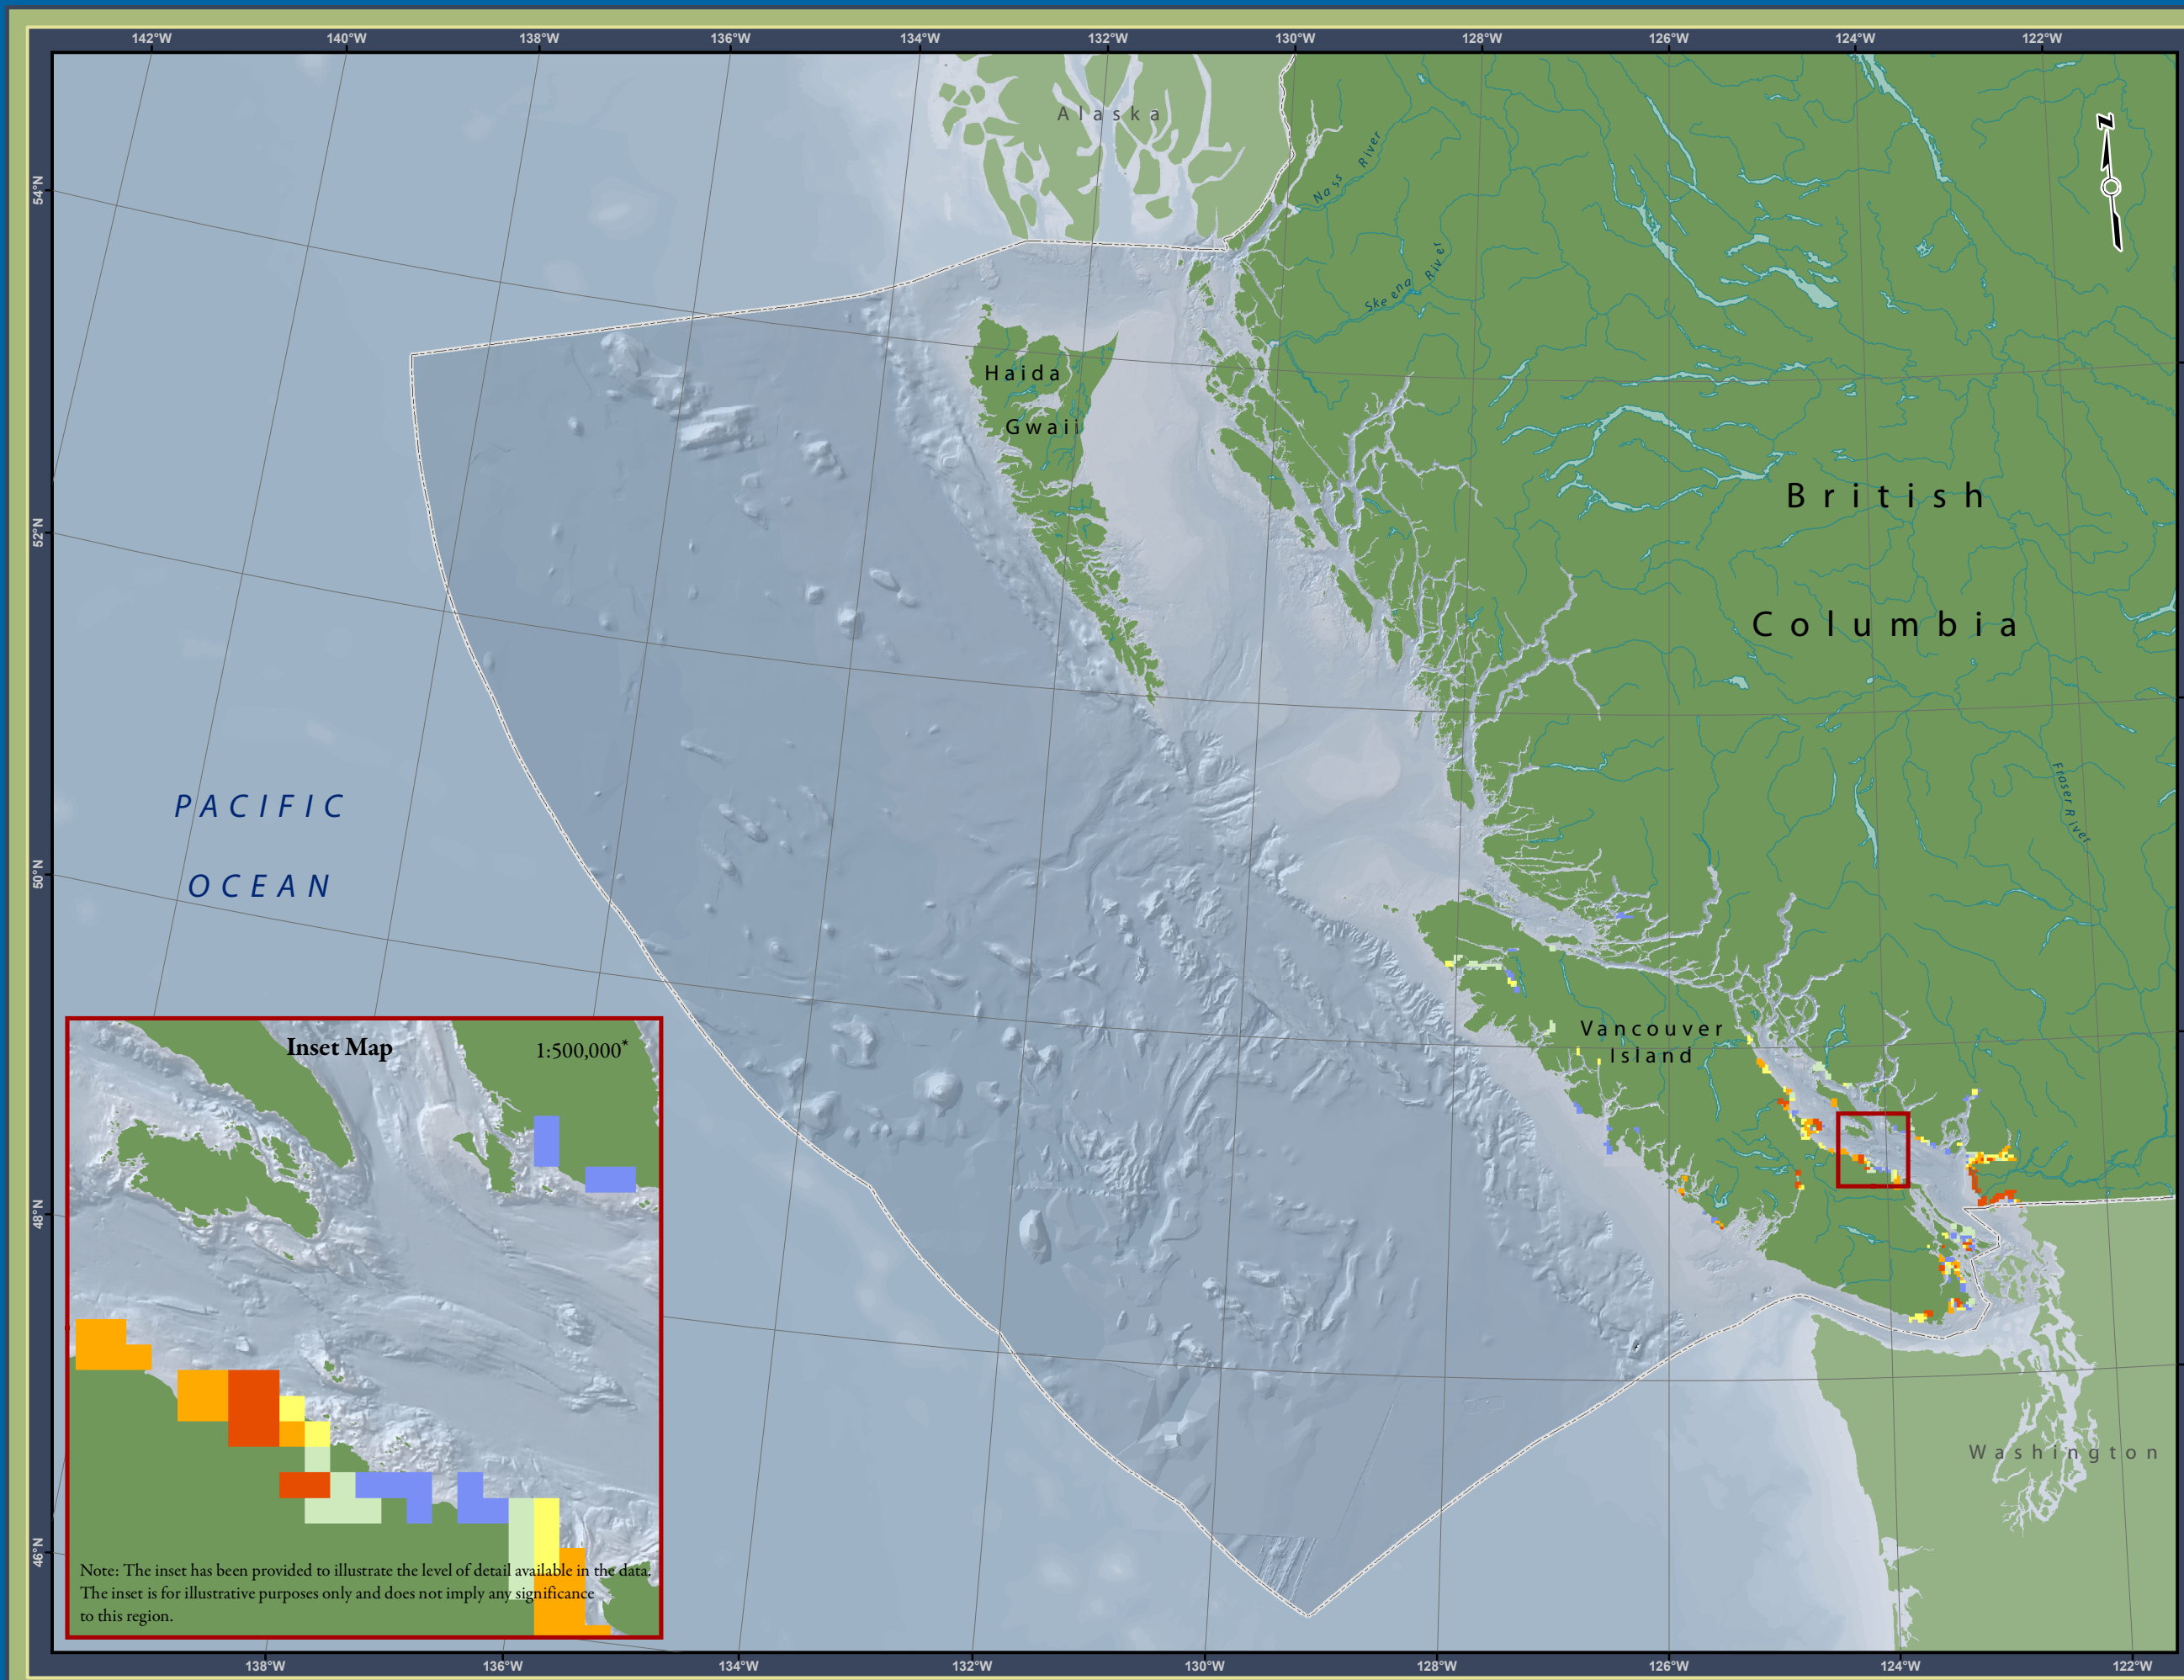 142°W 140°W 138°W 136°W 134°W 132°W 130°W 128°W 126°W 124°W 122°W
Alaska
Nass River
54°N
Skeena River
Haida
Gwaii
British
52°N
Columbia
PACIFIC
Fraser River
OCEAN
50°N
Vancouver
Island
Inset Map
1:500,000*
48°N
Washington
46°N
Note: The inset has been provided to illustrate the level of detail available in the data.
The inset is for illustrative purposes only and does not imply any significance
to this region.
138°W 136°W 134°W 132°W 130°W 128°W 126°W 124°W 122°W
N